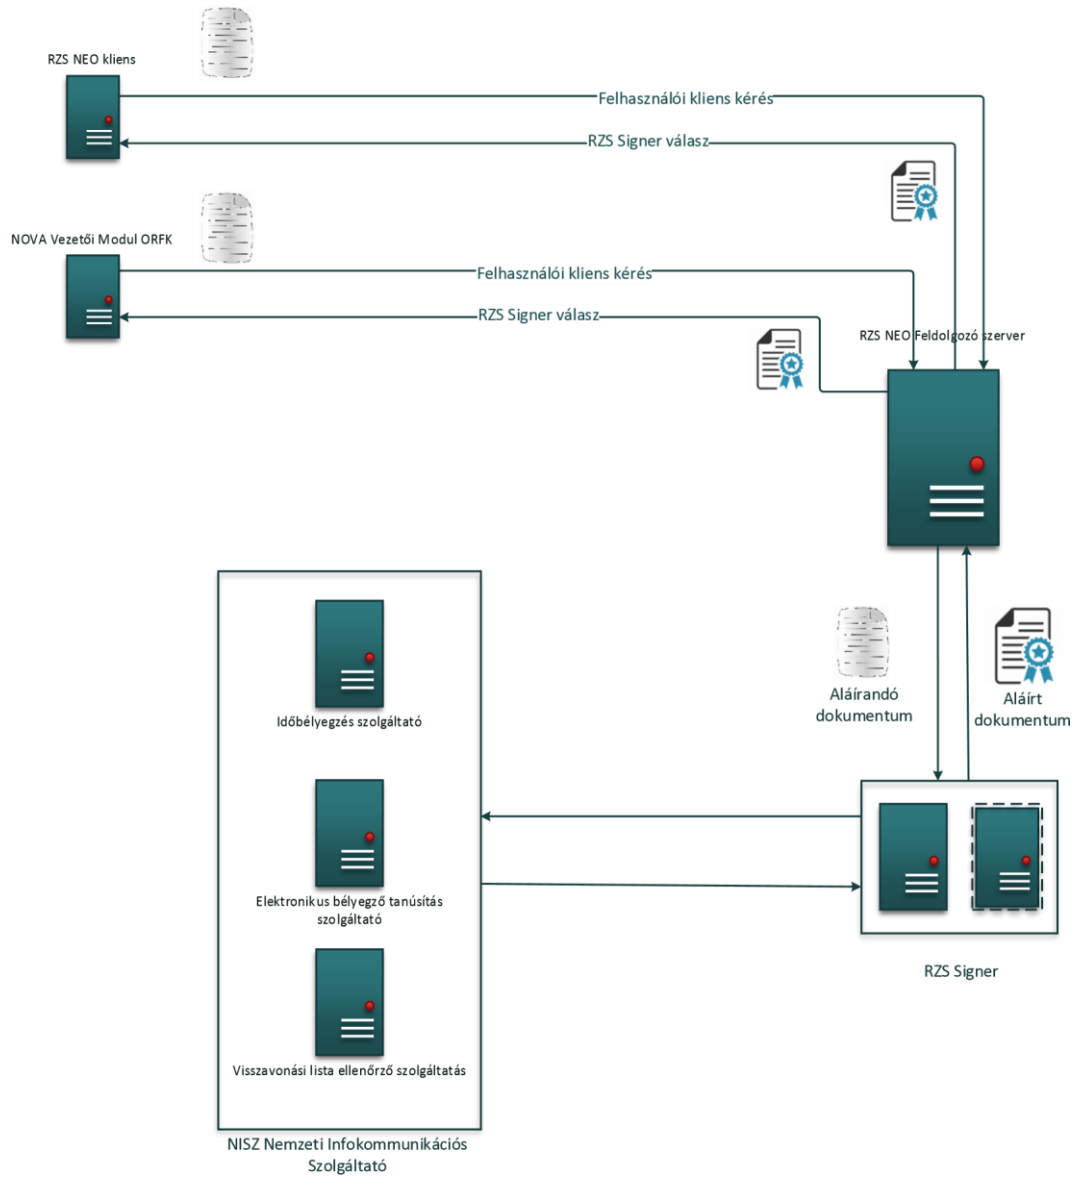 RZS NEO kliens
Felhasználói kliens kérés
RZS Signer válasz
NOVA Vezetői Modul ORFK
Felhasználói kliens kérés
RZS Signer válasz
RZS NEO Feldolgozó szerver
Aláírandó
dokumentum
Aláírt
dokumentum
Időbélyegzés szolgáltató
Elektronikus bélyegző tanúsítás
szolgáltató
RZS Signer
Visszavonási lista ellenőrző szolgáltatás
NISZ Nemzeti Infokommunikációs
Szolgáltató